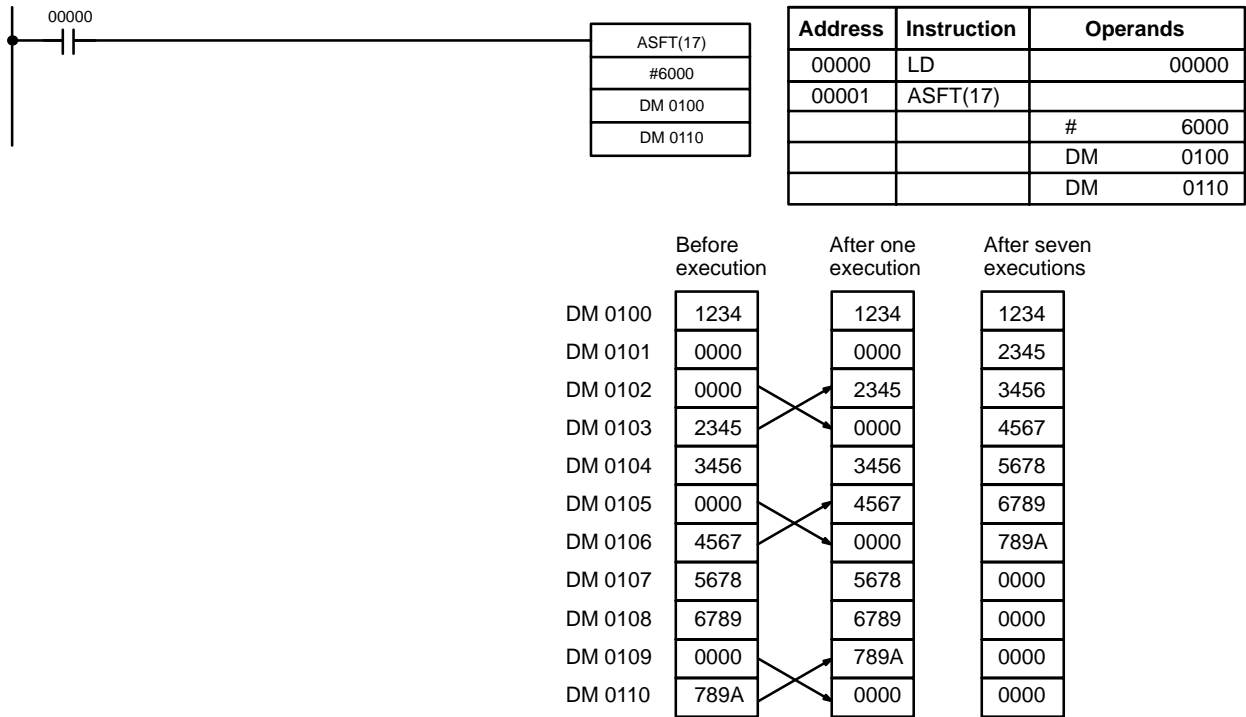 00000
ASFT(17)
#6000
DM 0100
DM 0110
Address Instruction Operands
00000 LD 00000
00001 ASFT(17)
# 6000
DM 0100
DM 0110
Before execution After one execution After seven executions
DM 0100 1234 1234 1234
DM 0101 0000 0000 2345
DM 0102 0000 2345 3456
DM 0103 2345 0000 4567
DM 0104 3456 3456 5678
DM 0105 0000 4567 6789
DM 0106 4567 0000 789A
DM 0107 5678 5678 0000
DM 0108 6789 6789 0000
DM 0109 0000 789A 0000
DM 0110 789A 0000 0000